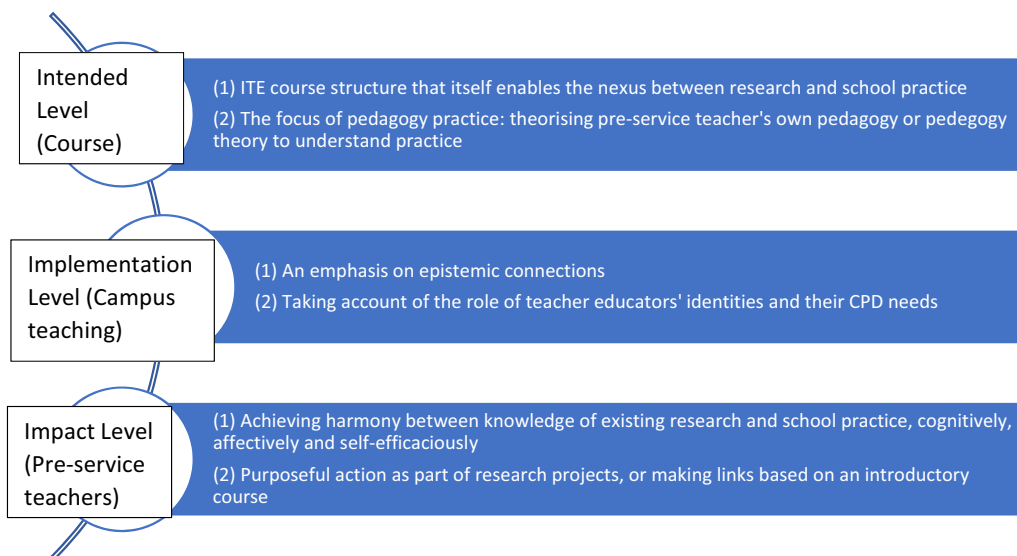 Intended
Level
(Course)
(1) ITE course structure that itself enables the nexus between research and school practice
(2) The focus of pedagogy practice: theorising pre-service teacher's own pedagogy or pedegogy
theory to understand practice
Implementation
Level (Campus
teaching)
(1) An emphasis on epistemic connections
(2) Taking account of the role of teacher educators' identities and their CPD needs
Impact Level
(Pre-service
teachers)
(1) Achieving harmony between knowledge of existing research and school practice, cognitively,
affectively and self-efficaciously
(2) Purposeful action as part of research projects, or making links based on an introductory
course